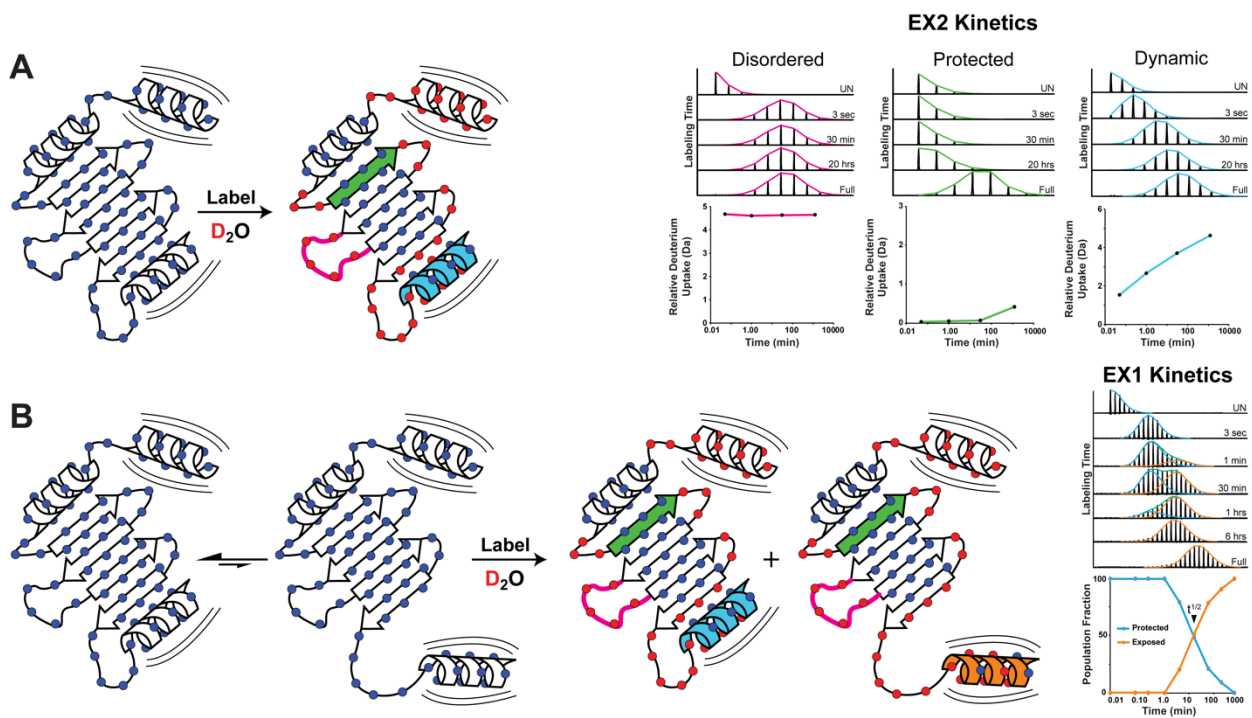 EX2 Kinetics
A
Label
D2O
Disordered
Protected
Dynamic
Labeling Time
UN
3 sec
30 min
20 hrs
Full
Labeling Time
UN
3 sec
30 min
20 hrs
Full
Labeling Time
UN
3 sec
30 min
20 hrs
Full
Relative Deuterium
Uptake (Da)
5
4
3
2
1
0
0.01 1.00 100 10000
Time (min)
Relative Deuterium
Uptake (Da)
3
2
1
0
0.01 1.00 100 10000
Time (min)
Relative Deuterium
Uptake (Da)
6
4
2
0
0.01 1.00 100 10000
Time (min)
B
Label
D2O
+
EX1 Kinetics
Labeling Time
UN
3 sec
1 min
30 min
1 hrs
6 hrs
Full
Population Fraction
100
50
0
t1/2
Protected
Exposed
0.01 0.1 1 10 100 1000
Time (min)